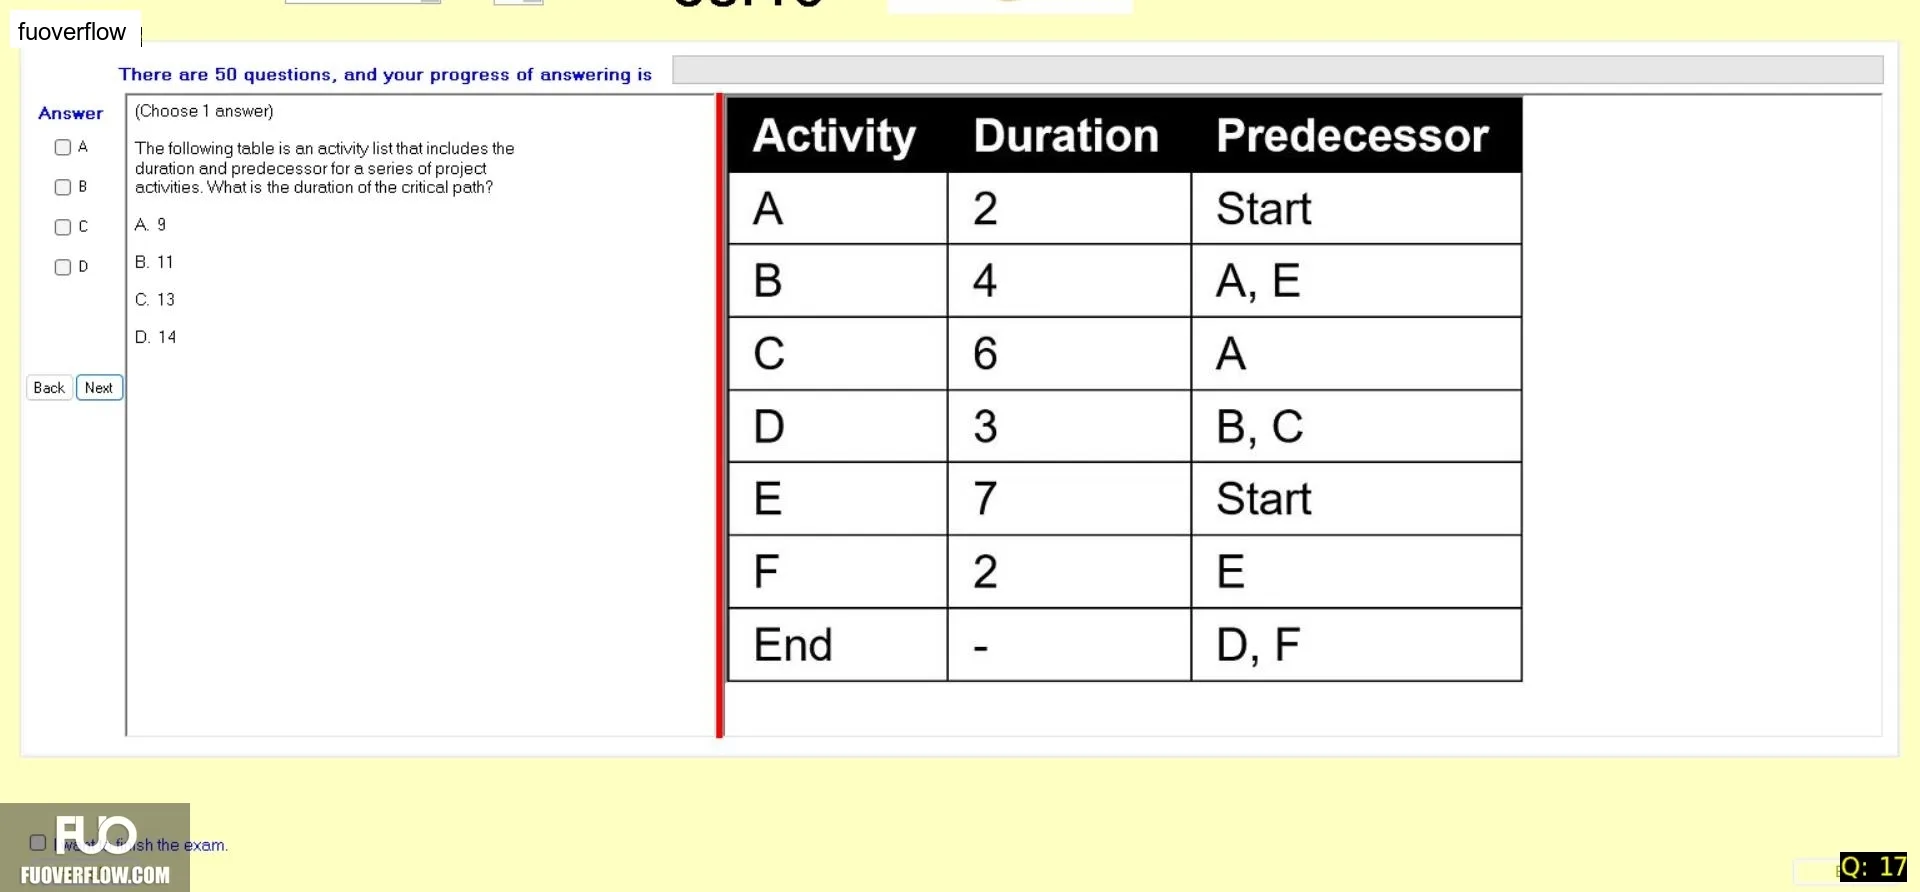 fuoverflow
There are 50 questions, and your progress of answering is
Answer
A
B
C
D
Back Next
(Choose 1 answer)
The following table is an activity list that includes the
duration and predecessor for a series of project
activities. What is the duration of the critical path?
A. 9
B. 11
C. 13
D. 14
Activity Duration Predecessor
A 2 Start
B 4 A, E
C 6 A
D 3 B, C
E 7 Start
F 2 E
End - D, F
FUO
I want to finish the exam.
FUOVERFLOW.COM
Q: 17